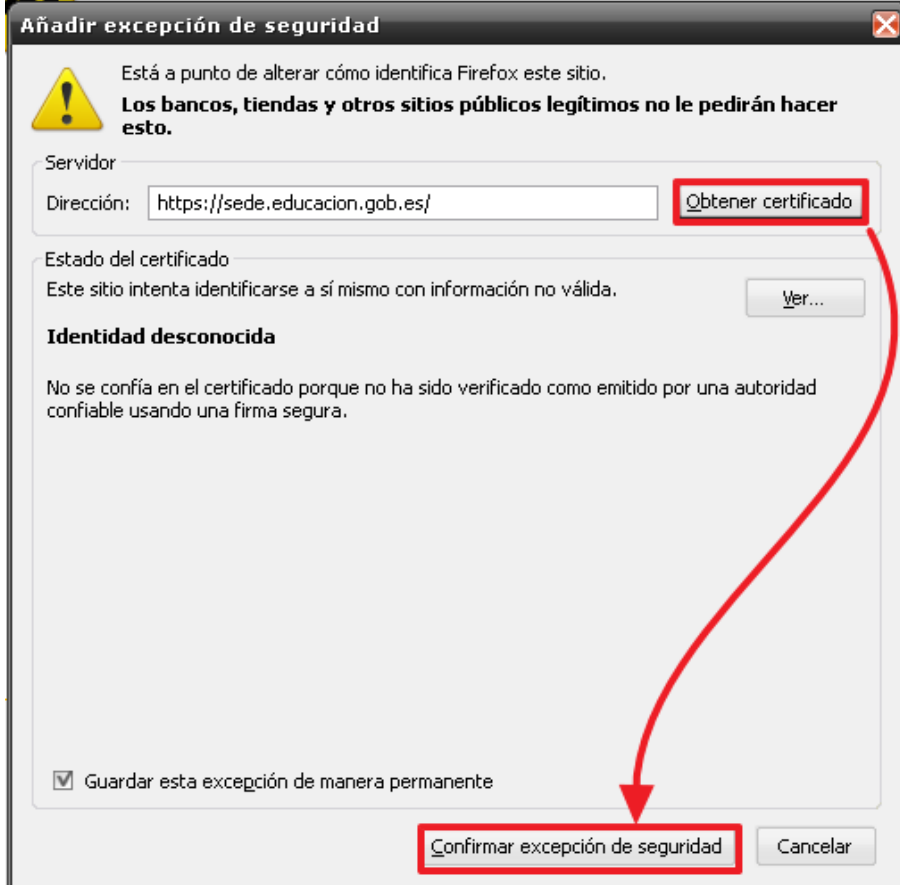 Añadir excepción de seguridad
Está a punto de alterar cómo identifica Firefox este sitio.
Los bancos, tiendas y otros sitios públicos legítimos no le pedirán hacer
esto.
Servidor
Dirección: https://sede.educacion.gob.es/ Obtener certificado
Estado del certificado
Este sitio intenta identificarse a sí mismo con información no válida. Ver...
Identidad desconocida
No se confía en el certificado porque no ha sido verificado como emitido por una autoridad
confiable usando una firma segura.
Guardar esta excepción de manera permanente
Confirmar excepción de seguridad Cancelar